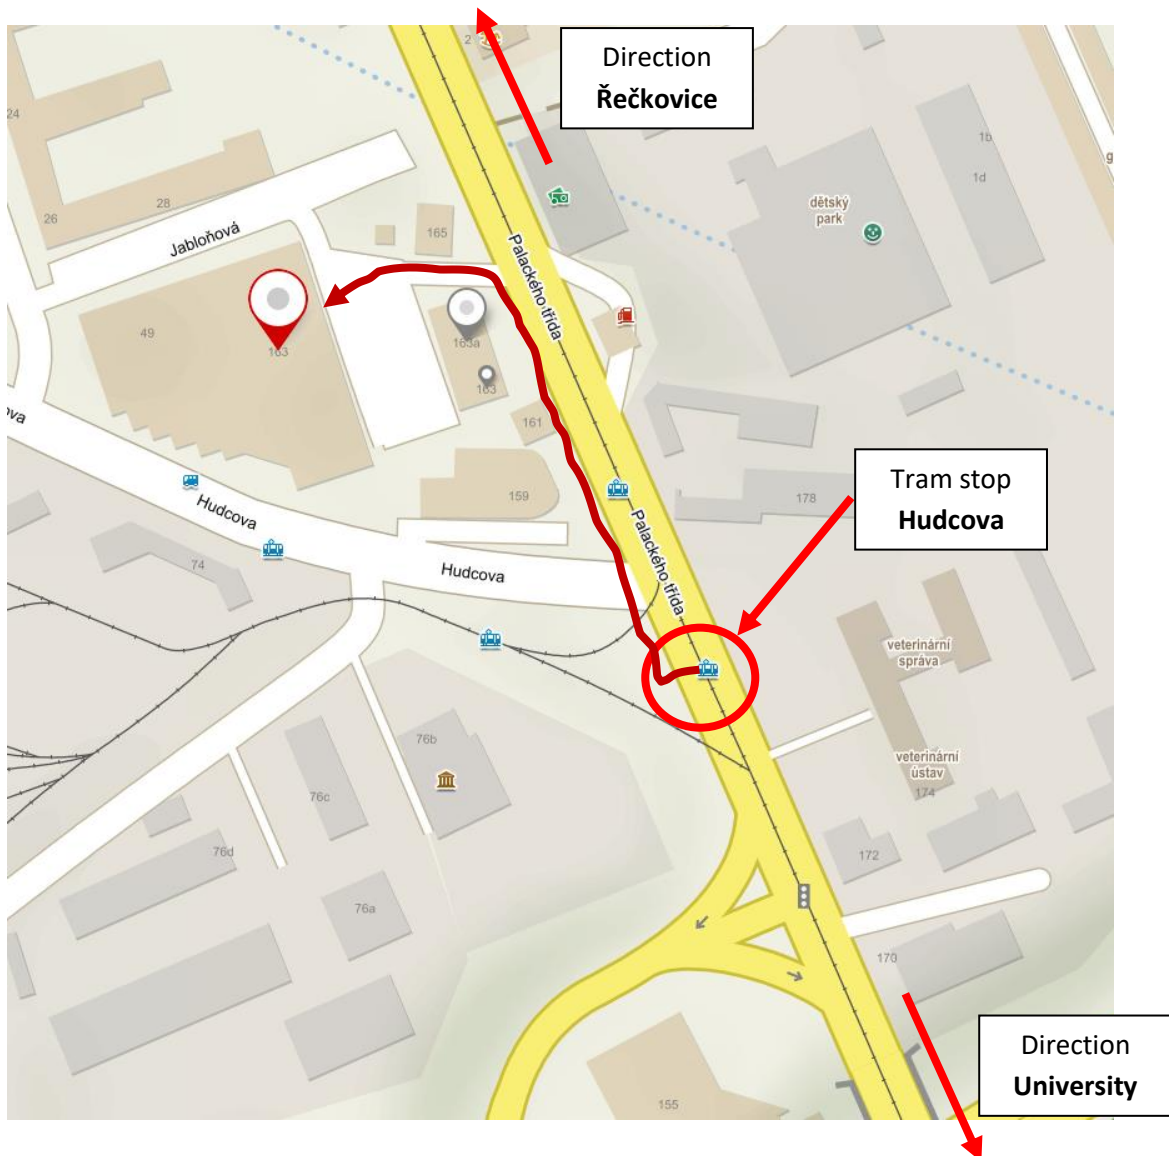 Direction
Řečkovice
2
24
26
28
Jabloňová
165
Palackého třída
dětský
park
1b
1d
g
49
163
163a
163
161
159
ova
Hudcova
74
Hudcova
Palackého třída
178
Tram stop
Hudcova
veterinární
správa
veterinární
ústav
174
172
170
76b
76c
76d
76a
155
Direction
University